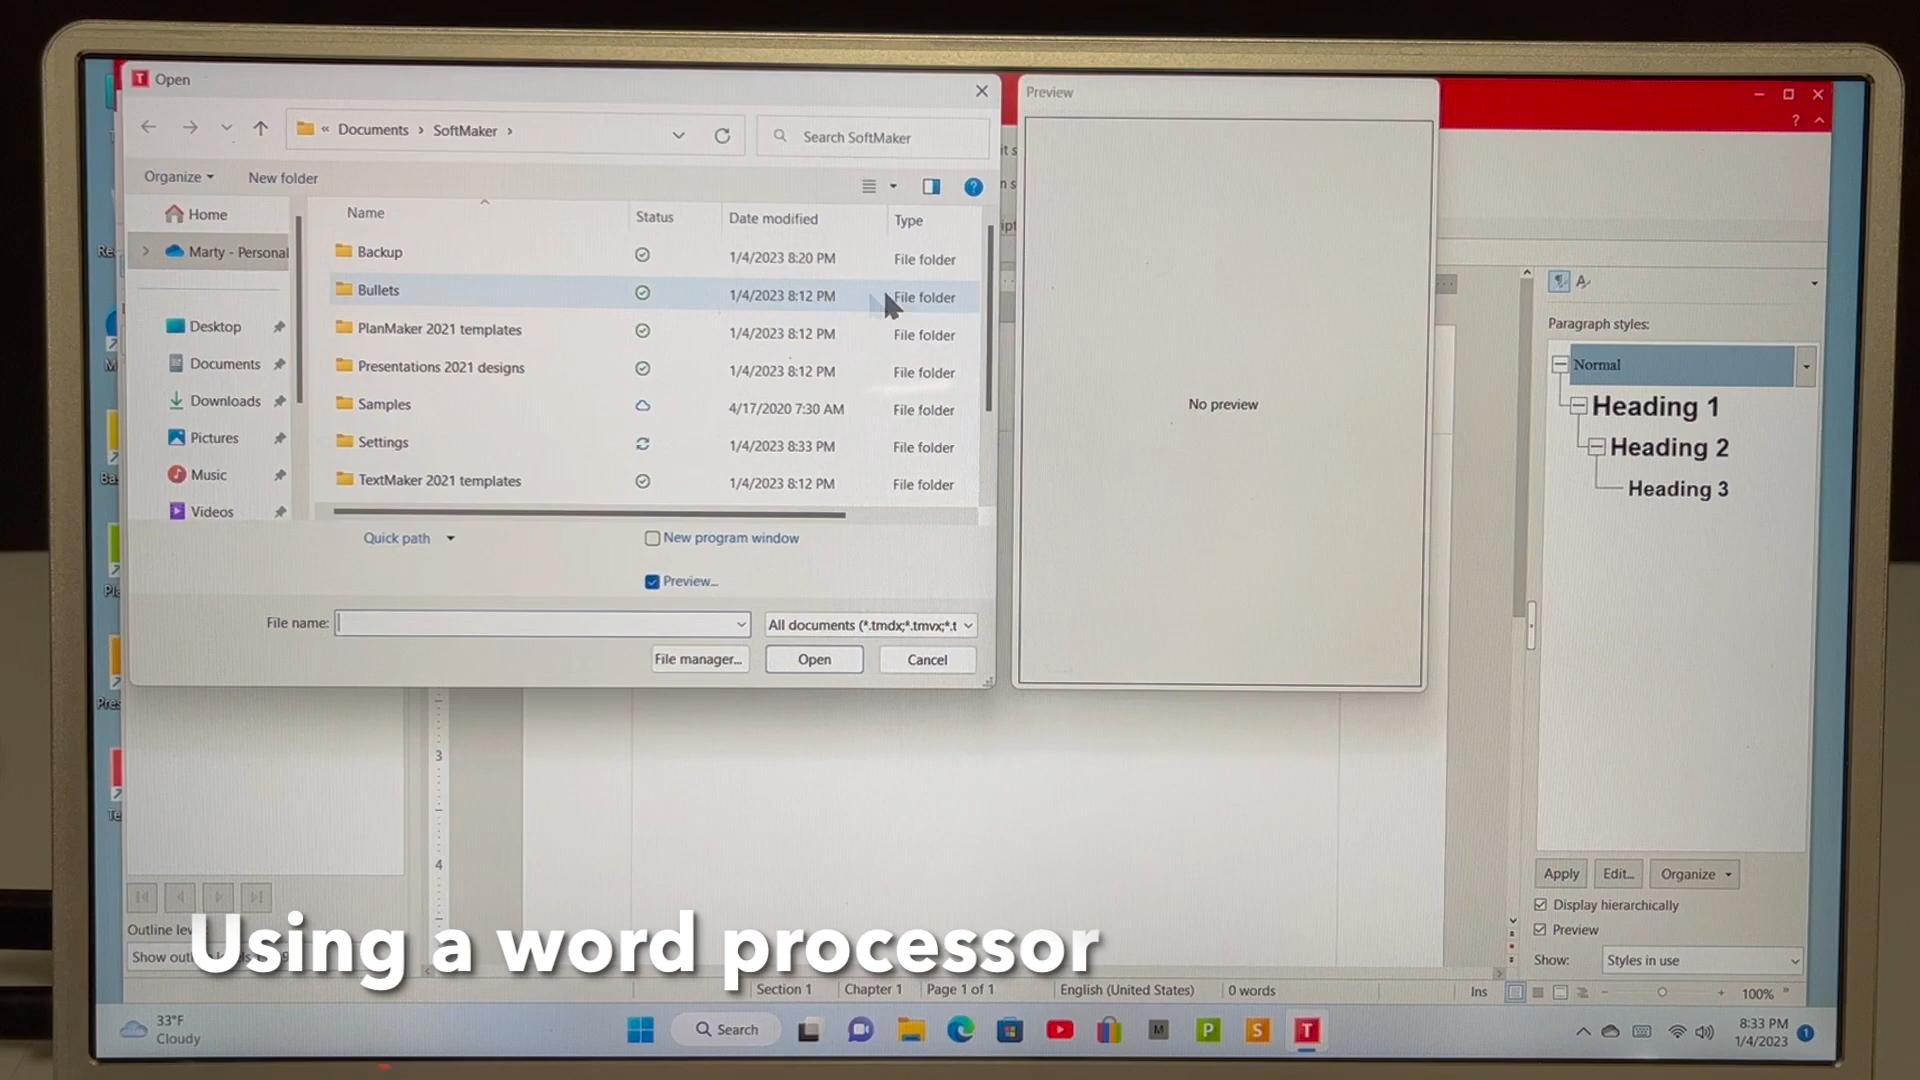 T Open
Preview
« Documents › SoftMaker ›
Search SoftMaker
Organize
New folder
Home
Marty - Personal
Desktop
Documents
Downloads
Pictures
Music
Videos
Name Status Date modified Type
Backup 1/4/2023 8:20 PM File folder
Bullets 1/4/2023 8:12 PM File folder
PlanMaker 2021 templates 1/4/2023 8:12 PM File folder
Presentations 2021 designs 1/4/2023 8:12 PM File folder
Samples 4/17/2020 7:30 AM File folder
Settings 1/4/2023 8:33 PM File folder
TextMaker 2021 templates 1/4/2023 8:12 PM File folder
Quick path
New program window
Preview...
File name:
All documents (*.tmdx;*.tmvx;*.t
File manager...
Open
Cancel
No preview
Paragraph styles:
Normal
Heading 1
Heading 2
Heading 3
Apply
Edit...
Organize
Display hierarchically
Preview
Show: Styles in use
3
4
Outline lev
Show out
Using a word processor
Section 1 Chapter 1 Page 1 of 1 English (United States) 0 words Ins 100%
33°F
Cloudy
Search
M P S T
8:33 PM
1/4/2023
1